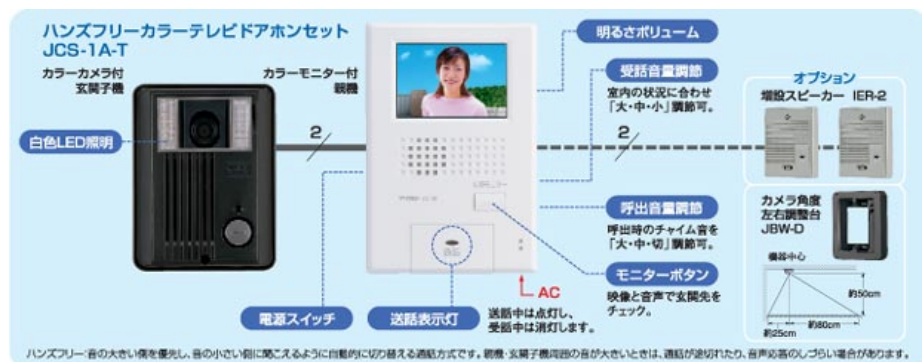 ハンズフリーカラーテレビドアホンセット
JCS-1A-T
カラーカメラ付
玄関子機
カラーモニター付
親機
白色LED照明
2
明るさボリューム
受話音量調節
室内の状況に合わせ
「大・中・小」調節可。
2
呼出音量調節
呼出時のチャイム音を
「大・中・切」調節可。
モニターボタン
映像と音声で玄関先を
チェック。
AC
電源スイッチ
送話表示灯
送話中は点灯し、
受話中は消灯します。
オプション
増設スピーカー IER-2
カメラ角度
左右調整台
JBW-D
機器中心
約50cm
約25cm
約80cm
ハンズフリー:音の大きい側を優先し、音の小さい側に聞こえるように自動的に切り替える通話方式です。親機・玄関子機周囲の音が大きいときは、通話が途切れたり、音声応答のしづらい場合があります。